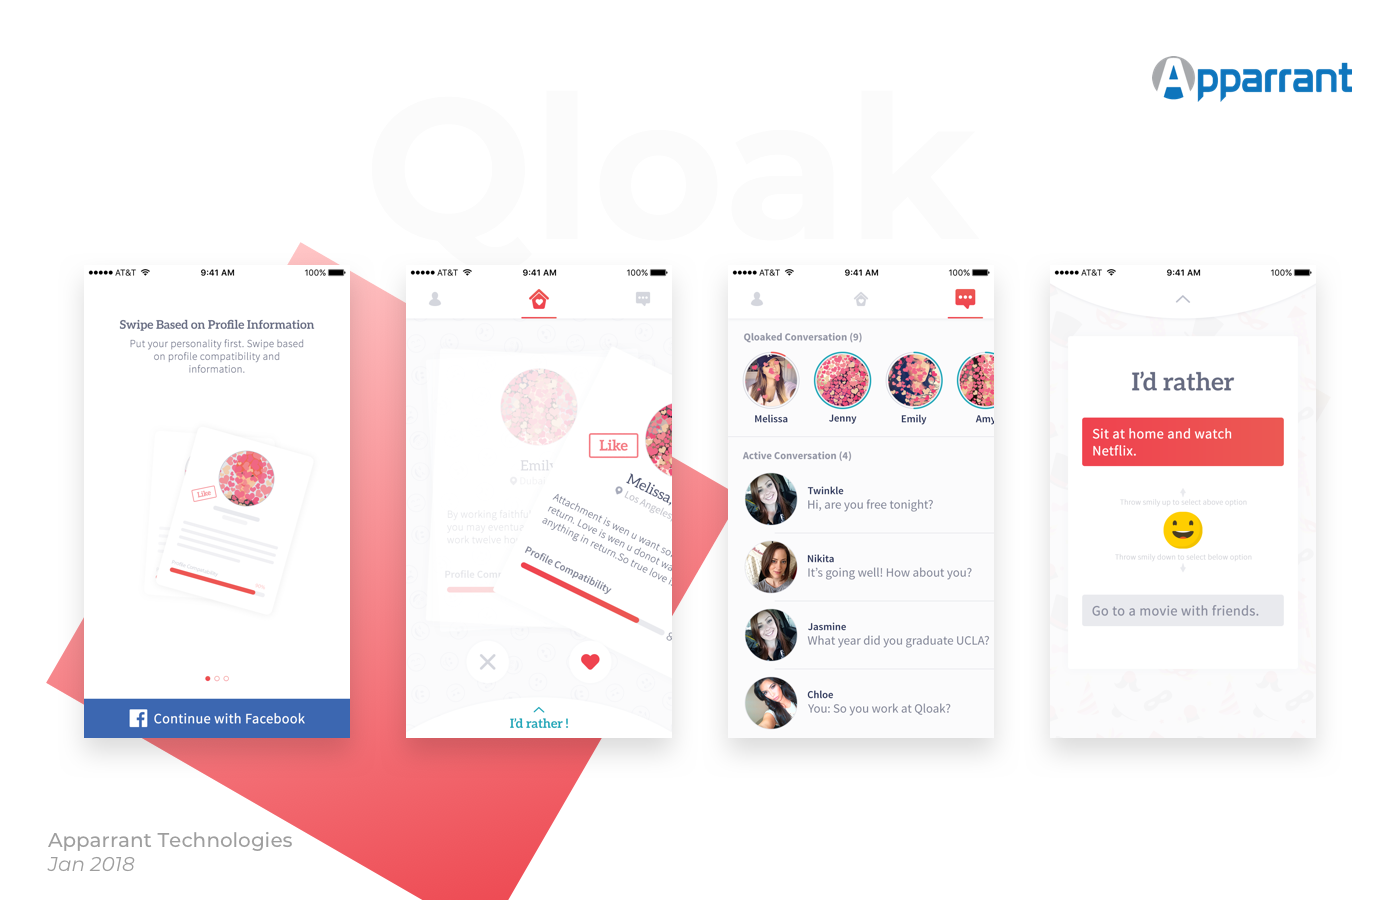 Apparrant
Qloak
AT&T 9:41 AM 100%
Swipe Based on Profile Information
Put your personality first. Swipe based
on profile compatibility and
information.
Like
Profile Compatibility
Continue with Facebook
AT&T 9:41 AM 100%
Emily
Dubai
By working faithfu
you may eventur
work twelve ho
Profile Com
Like
Melissa,
Los Angeles,
Attachment is wen u want so
return. Love is wen u donot wa
anything in return.So true love i
Profile Compatibility
I'd rather !
AT&T 9:41 AM 100%
Qloaked Conversation (9)
Melissa Jenny Emily Amy
Active Conversation (4)
Twinkle
Hi, are you free tonight?
Nikita
It's going well! How about you?
Jasmine
What year did you graduate UCLA?
Chloe
You: So you work at Qloak?
AT&T 9:41 AM 100%
I'd rather
Sit at home and watch
Netflix.
Throw smily up to select above option
Throw smily down to select below option
Go to a movie with friends.
Apparrant Technologies
Jan 2018